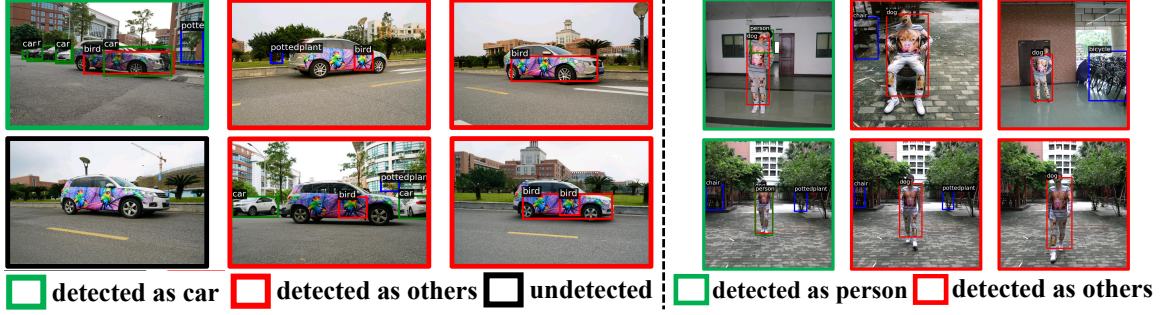 carr
car
bird
car
potte
pottedplant
bird
bird
person
dog
chair
dog
dog
bicycle
car
bird
pottedplan
car
bird
bird
chair
person
pottedplant
chair
dog
pottedplant
dog
detected as car
detected as others
undetected
detected as person
detected as others